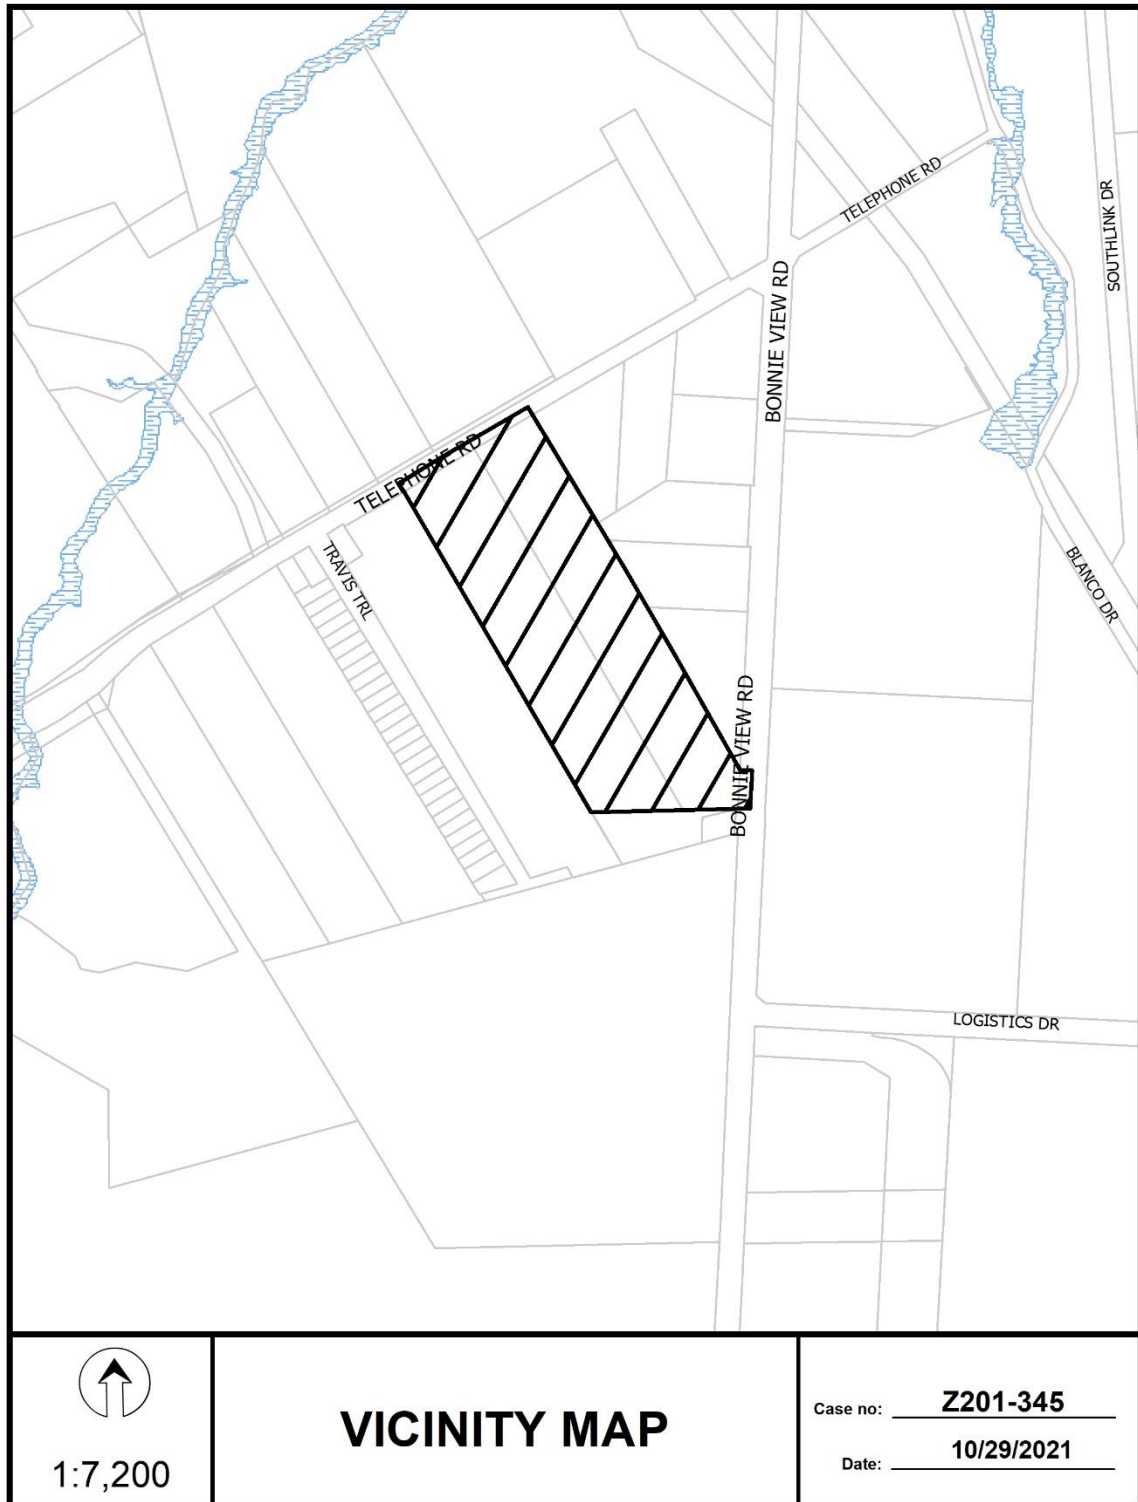 TELEPHONE RD
SOUTHLINK DR
BONNIE VIEW RD
TELEPHONE RD
TRAVIS TRL
BLANCO DR
BONNIE VIEW RD
LOGISTICS DR
1:7,200
VICINITY MAP
Case no: Z201-345
Date: 10/29/2021